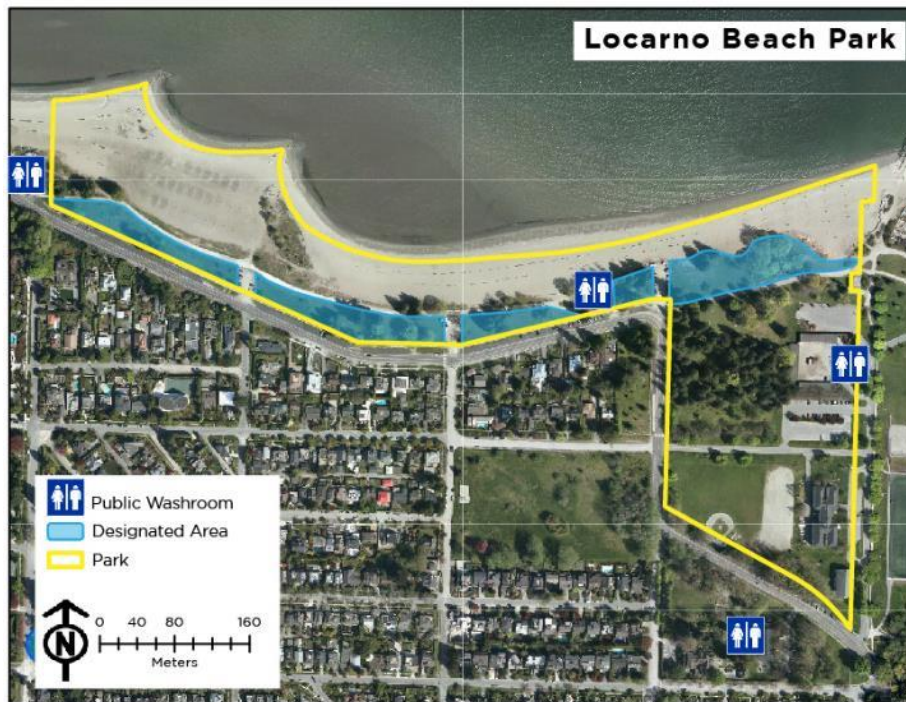 Locarno Beach Park
Public Washroom
Designated Area
Park
N
0 40 80 160
Meters